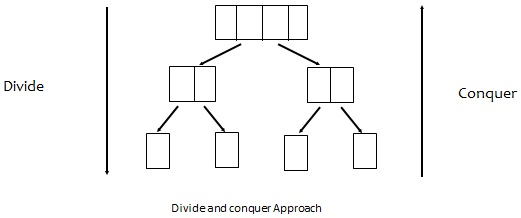 Divide
Conquer
Divide and conquer Approach